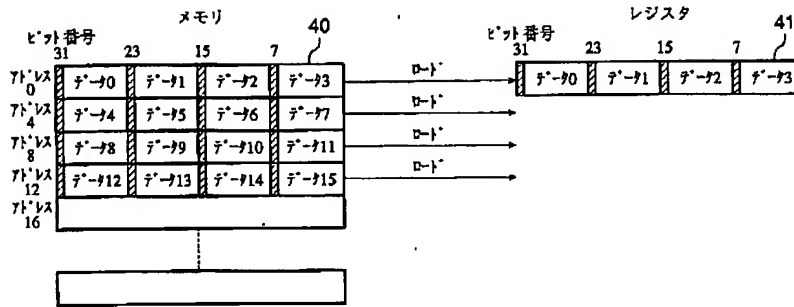 メモリ
40
ビット番号
31 23 15 7
アドレス 0
データ0 データ1 データ2 データ3
アドレス 4
データ4 データ5 データ6 データ7
アドレス 8
データ8 データ9 データ10 データ11
アドレス 12
データ12 データ13 データ14 データ15
アドレス 16
ロード
ロード
ロード
ロード
レジスタ
41
ビット番号
31 23 15 7
データ0 データ1 データ2 データ3